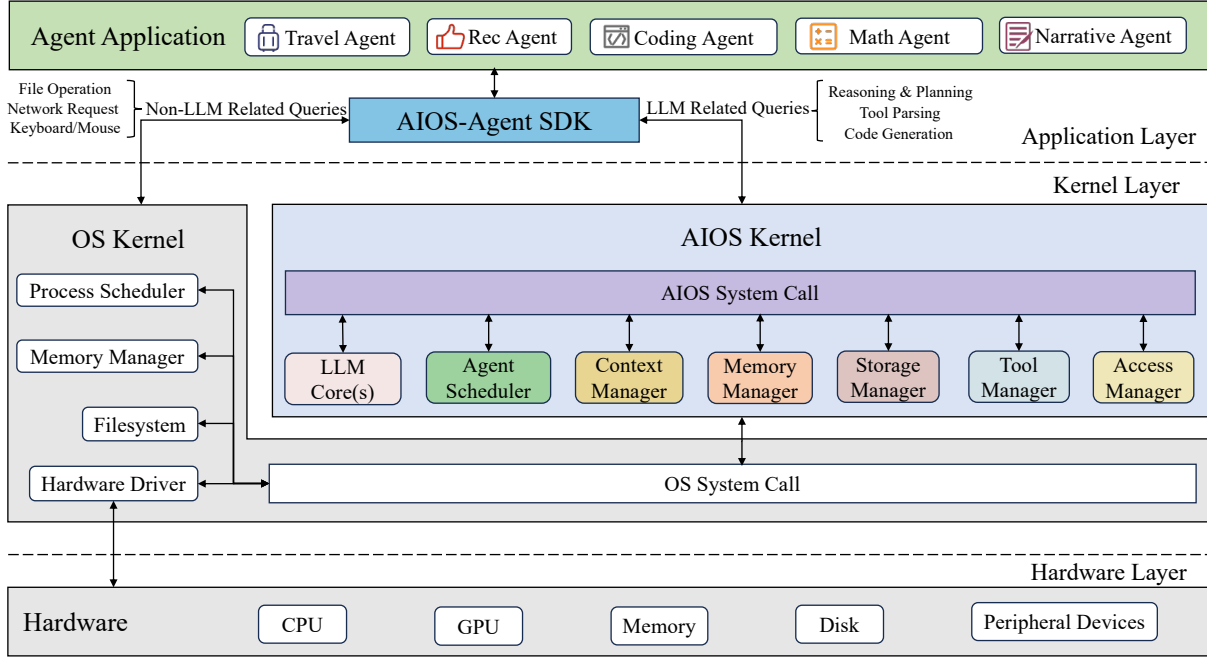 Agent Application
Travel Agent
Rec Agent
Coding Agent
Math Agent
Narrative Agent
File Operation
Network Request
Keyboard/Mouse
Non-LLM Related Queries
AIOS-Agent SDK
LLM Related Queries
Reasoning & Planning
Tool Parsing
Code Generation
Application Layer
Kernel Layer
OS Kernel
Process Scheduler
Memory Manager
Filesystem
Hardware Driver
AIOS Kernel
AIOS System Call
LLM
Core(s)
Agent
Scheduler
Context
Manager
Memory
Manager
Storage
Manager
Tool
Manager
Access
Manager
OS System Call
Hardware Layer
Hardware
CPU
GPU
Memory
Disk
Peripheral Devices